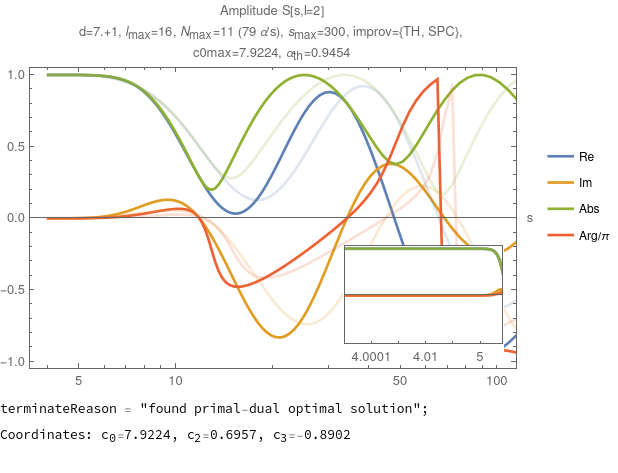 Amplitude S[s,l=2]
d=7.+1, lmax=16, Nmax=11 (79 α's), smax=300, improv={TH, SPC},
c0max=7.9224, αth=0.9454
1.0
0.5
0.0
−0.5
−1.0
5
10
50
100
s
4.0001
4.01
5
Re
Im
Abs
Arg/π
terminateReason = "found primal-dual optimal solution";
Coordinates: c0=7.9224, c2=0.6957, c3=-0.8902